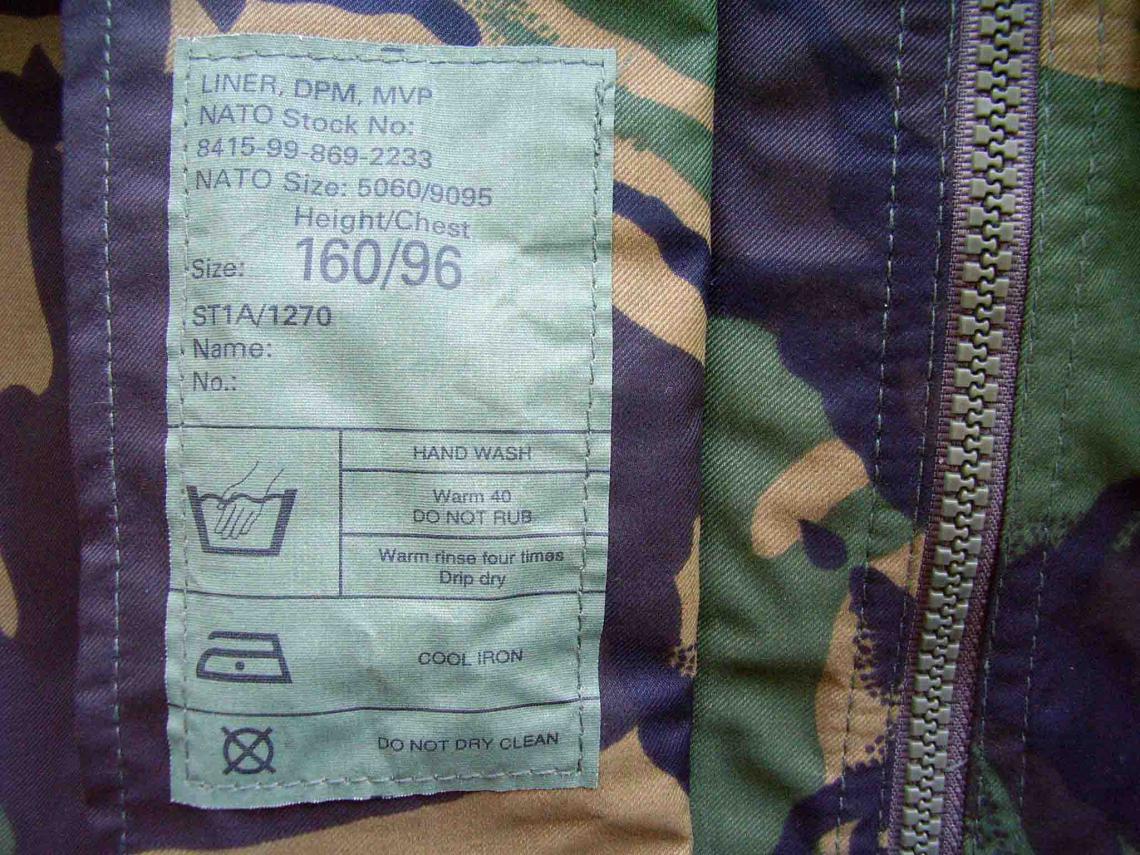 LINER, DPM, MVP
NATO Stock No:
8415-99-869-2233
NATO Size: 5060/9095
Height/Chest
Size: 160/96
ST1A/1270
Name:
No.:
HAND WASH
Warm 40
DO NOT RUB
Warm rinse four times
Drip dry
COOL IRON
DO NOT DRY CLEAN